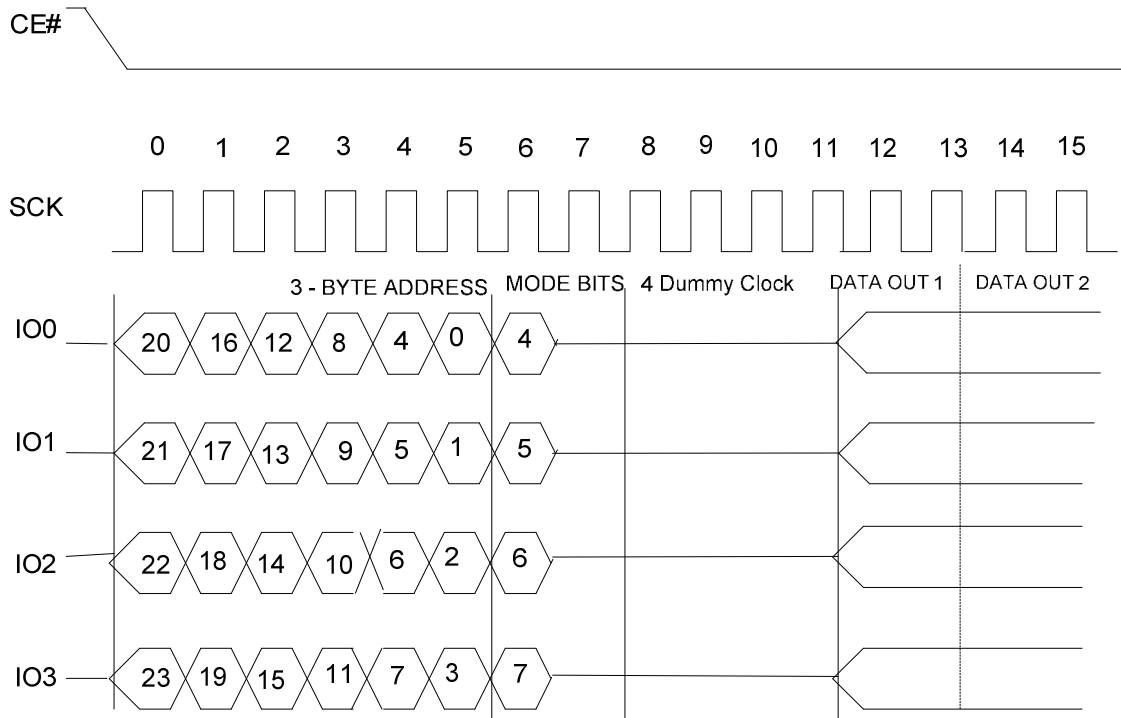 CE#
0 1 2 3 4 5 6 7 8 9 10 11 12 13 14 15
SCK
3 - BYTE ADDRESS MODE BITS 4 Dummy Clock DATA OUT 1 DATA OUT 2
IO0 20 16 12 8 4 0 4
IO1 21 17 13 9 5 1 5
IO2 22 18 14 10 6 2 6
IO3 23 19 15 11 7 3 7